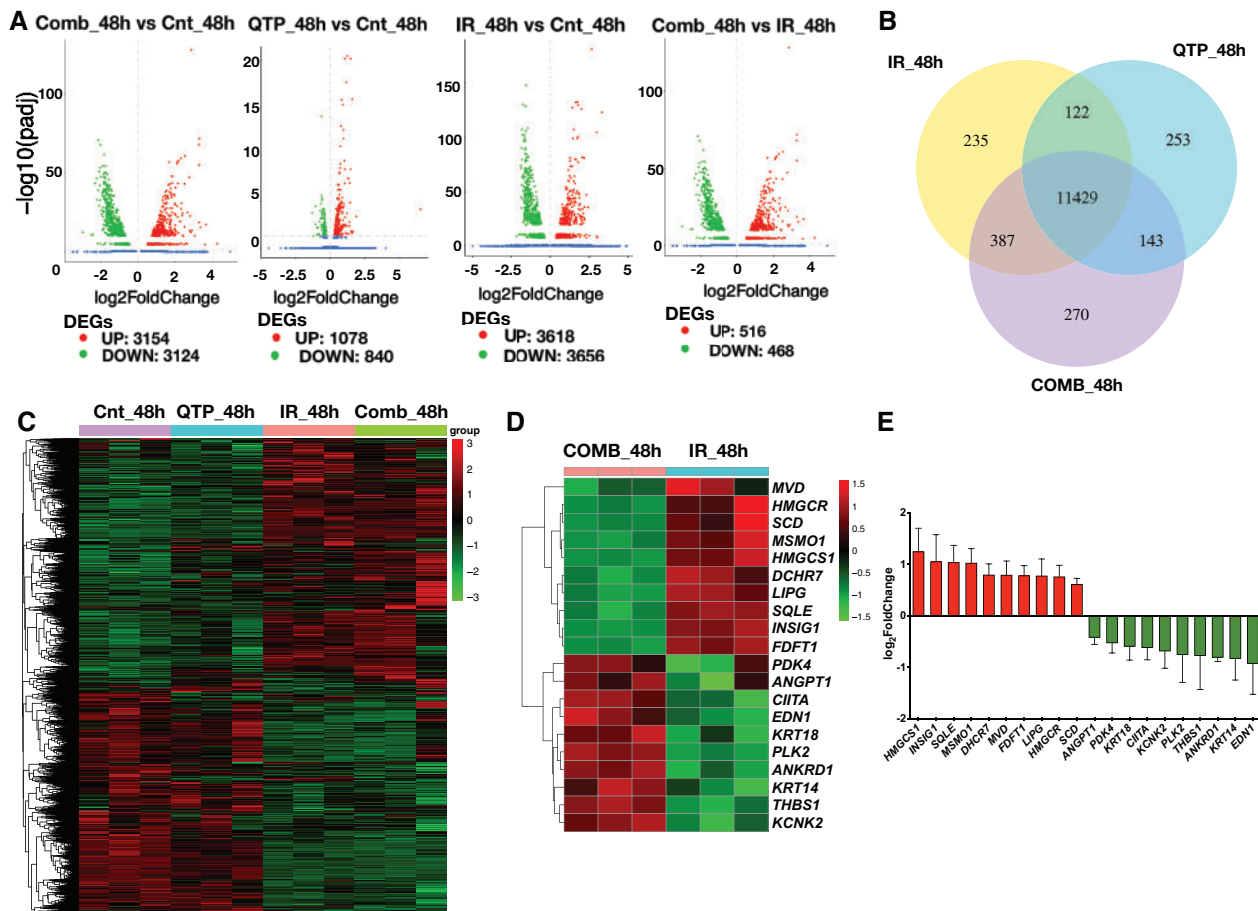 A
Comb_48h vs Cnt_48h
QTP_48h vs Cnt_48h
IR_48h vs Cnt_48h
Comb_48h vs IR_48h
−log10(padj)
100
50
0
−2 0 2 4
log2FoldChange
DEGs
UP: 3154
DOWN: 3124
20
15
10
5
0
−5 0 5
log2FoldChange
DEGs
UP: 1078
DOWN: 840
150
100
50
0
−5 −2.5 0 2.5 5
log2FoldChange
DEGs
UP: 3618
DOWN: 3656
100
50
0
−2 0 2 4
log2FoldChange
DEGs
UP: 516
DOWN: 468
B
IR_48h
QTP_48h
235
122
253
11429
387
143
270
COMB_48h
C
Cnt_48h QTP_48h IR_48h Comb_48h
group
3
2
1
0
−1
−2
−3
D
COMB_48h IR_48h
MVD
HMGCR
SCD
MSMO1
HMGCS1
DCHR7
LIPG
SQLE
INSIG1
FDFT1
PDK4
ANGPT1
CIITA
EDN1
KRT18
PLK2
ANKRD1
KRT14
THBS1
KCNK2
1.5
1
0.5
0
−0.5
−1
−1.5
E
log2FoldChange
2
1
0
-1
-2
HMGCS1
INSIG1
SQLE
MSMO1
DHCR7
MVD
FDFT1
LIPG
HMGCR
SCD
ANGPT1
PDK4
KRT18
CIITA
KCNK2
PLK2
THBS1
ANKRD1
KRT14
EDN1